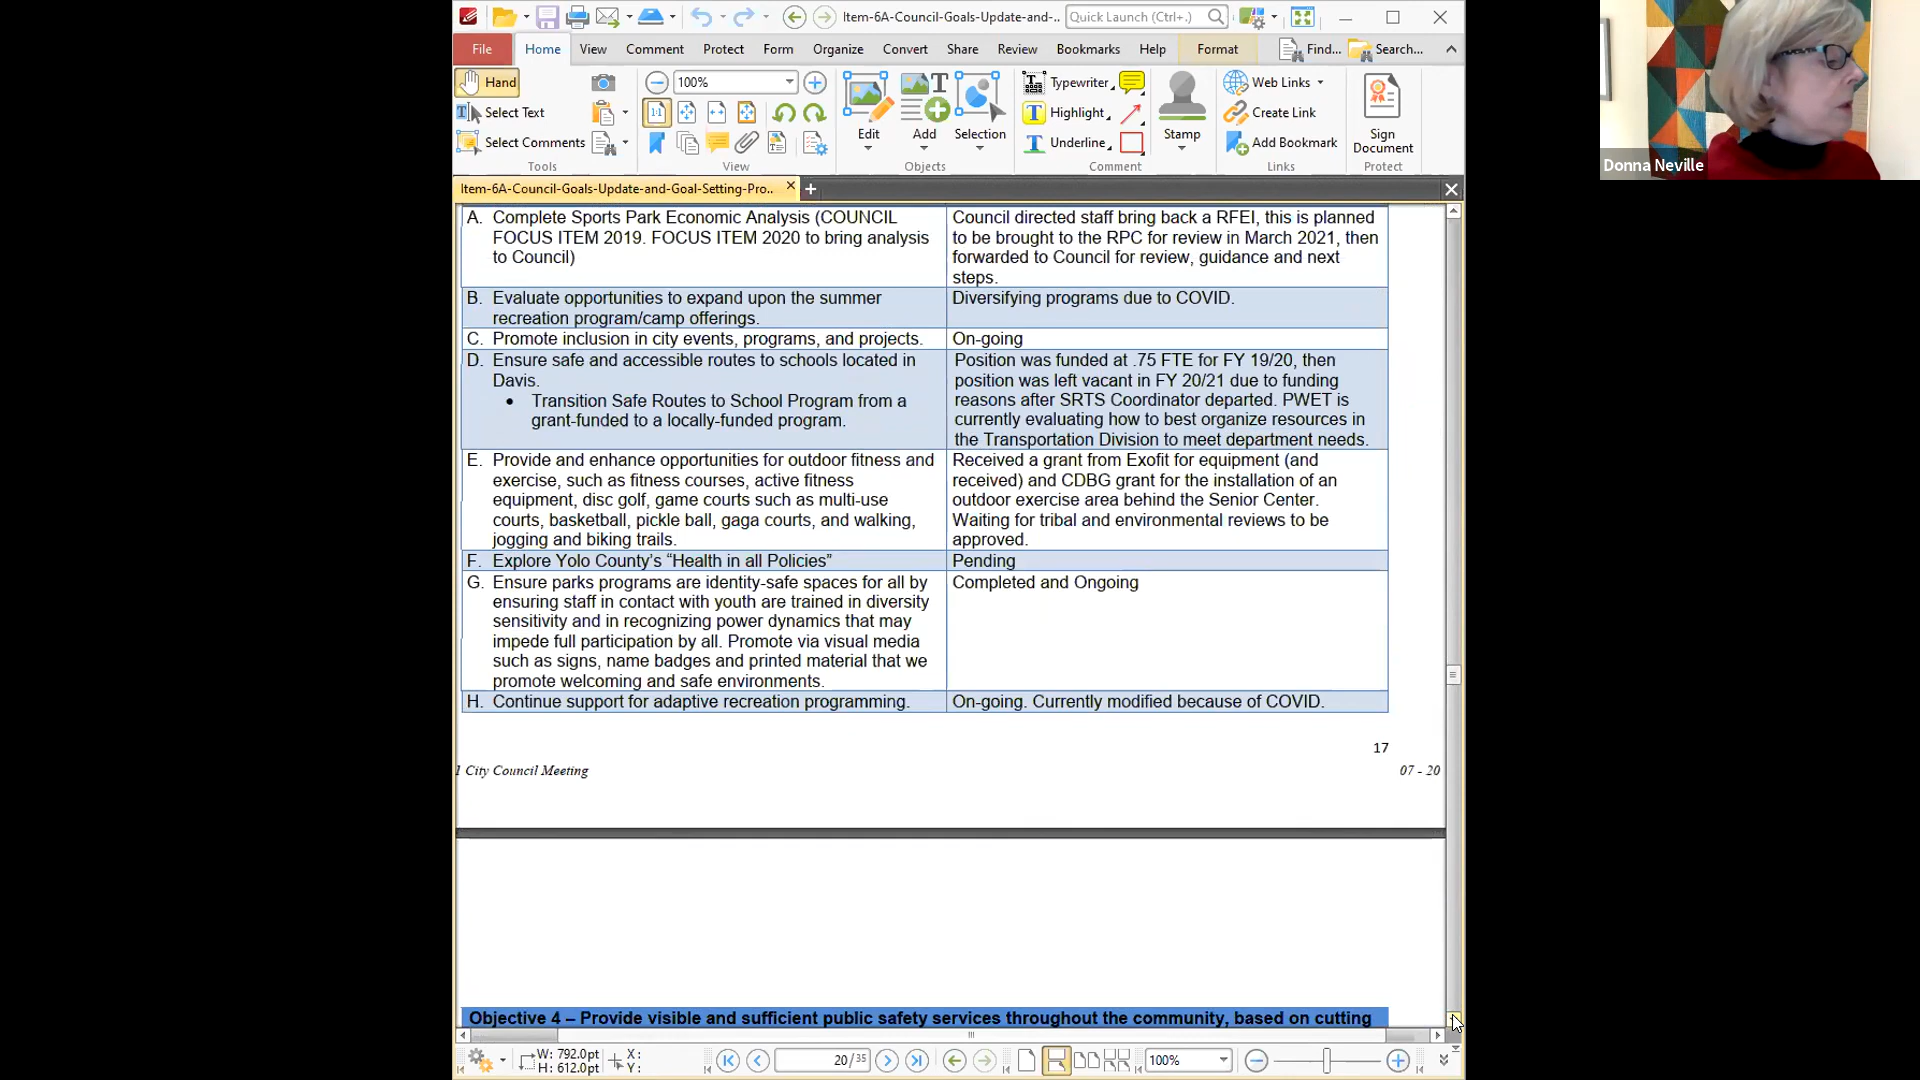 Item-6A-Council-Goals-Update-and-..
Quick Launch (Ctrl+.)
File Home View Comment Protect Form Organize Convert Share Review Bookmarks Help Format Find... Search...
Hand
Select Text
Select Comments
Tools
100%
View
Edit
Add
Selection
Objects
Typewriter
Highlight
Underline
Stamp
Comment
Web Links
Create Link
Add Bookmark
Links
Sign
Document
Protect
Item-6A-Council-Goals-Update-and-Goal-Setting-Pro..
A. Complete Sports Park Economic Analysis (COUNCIL
FOCUS ITEM 2019. FOCUS ITEM 2020 to bring analysis
to Council)
Council directed staff bring back a RFEI, this is planned
to be brought to the RPC for review in March 2021, then
forwarded to Council for review, guidance and next
steps.
B. Evaluate opportunities to expand upon the summer
recreation program/camp offerings.
Diversifying programs due to COVID.
C. Promote inclusion in city events, programs, and projects.
On-going
D. Ensure safe and accessible routes to schools located in
Davis.
• Transition Safe Routes to School Program from a
grant-funded to a locally-funded program.
Position was funded at .75 FTE for FY 19/20, then
position was left vacant in FY 20/21 due to funding
reasons after SRTS Coordinator departed. PWET is
currently evaluating how to best organize resources in
the Transportation Division to meet department needs.
E. Provide and enhance opportunities for outdoor fitness and
exercise, such as fitness courses, active fitness
equipment, disc golf, game courts such as multi-use
courts, basketball, pickle ball, gaga courts, and walking,
jogging and biking trails.
Received a grant from Exofit for equipment (and
received) and CDBG grant for the installation of an
outdoor exercise area behind the Senior Center.
Waiting for tribal and environmental reviews to be
approved.
F. Explore Yolo County’s “Health in all Policies”
Pending
G. Ensure parks programs are identity-safe spaces for all by
ensuring staff in contact with youth are trained in diversity
sensitivity and in recognizing power dynamics that may
impede full participation by all. Promote via visual media
such as signs, name badges and printed material that we
promote welcoming and safe environments.
Completed and Ongoing
H. Continue support for adaptive recreation programming.
On-going. Currently modified because of COVID.
17
1 City Council Meeting
07 - 20
Objective 4 – Provide visible and sufficient public safety services throughout the community, based on cutting
W: 792.0pt
H: 612.0pt
X:
Y:
20/35
100%
Donna Neville